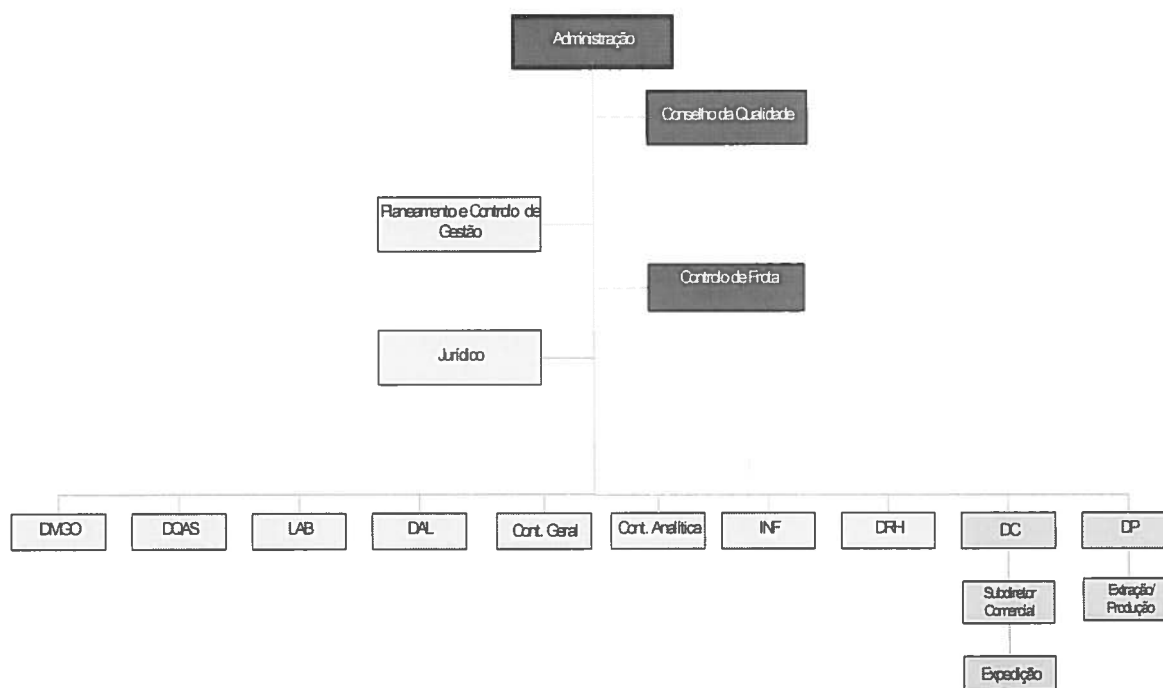 Administração
Conselho da Qualidade
Planeamento e Controlo de
Gestão
Controlo de Frota
Jurídico
DMGO
DQAS
LAB
DAL
Cont. Geral
Cont. Analítica
INF
DRH
DC
DP
Subdiretor
Comercial
Extração/
Produção
Expedição